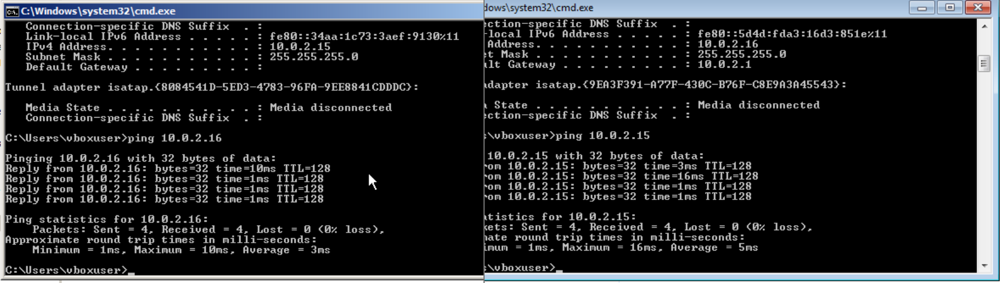 C:\Windows\system32\cmd.exe
Connection-specific DNS Suffix . :
Link-local IPv6 Address . . . . . : fe80::34aa:1c73:3aef:9130%11
IPv4 Address. . . . . . . . . . . : 10.0.2.15
Subnet Mask . . . . . . . . . . . : 255.255.255.0
Default Gateway . . . . . . . . . :
Tunnel adapter isatap.{8084541D-5ED3-4783-96FA-9EE8841CDDDC}:
Media State . . . . . . . . . . . : Media disconnected
Connection-specific DNS Suffix . :
C:\Users\vboxuser>ping 10.0.2.16
Pinging 10.0.2.16 with 32 bytes of data:
Reply from 10.0.2.16: bytes=32 time=10ms TTL=128
Reply from 10.0.2.16: bytes=32 time=1ms TTL=128
Reply from 10.0.2.16: bytes=32 time=1ms TTL=128
Reply from 10.0.2.16: bytes=32 time=1ms TTL=128
Ping statistics for 10.0.2.16:
Packets: Sent = 4, Received = 4, Lost = 0 (0% loss),
Approximate round trip times in milli-seconds:
Minimum = 1ms, Maximum = 10ms, Average = 3ms
C:\Users\vboxuser>_
dows\system32\cmd.exe
ction-specific DNS Suffix . :
-local IPv6 Address . . . . . : fe80::5d4d:fda3:16d3:851e%11
Address. . . . . . . . . . . : 10.0.2.16
t Mask . . . . . . . . . . . : 255.255.255.0
lt Gateway . . . . . . . . . : 10.0.2.1
dapter isatap.{9EA3F391-A77F-430C-B76F-C8E9A3A45543}:
State . . . . . . . . . . . : Media disconnected
ction-specific DNS Suffix . :
\vboxuser>ping 10.0.2.15
10.0.2.15 with 32 bytes of data:
om 10.0.2.15: bytes=32 time=3ms TTL=128
om 10.0.2.15: bytes=32 time=16ms TTL=128
om 10.0.2.15: bytes=32 time=1ms TTL=128
om 10.0.2.15: bytes=32 time=1ms TTL=128
tistics for 10.0.2.15:
ets: Sent = 4, Received = 4, Lost = 0 (0% loss),
ate round trip times in milli-seconds:
mum = 1ms, Maximum = 16ms, Average = 5ms
\vboxuser>_